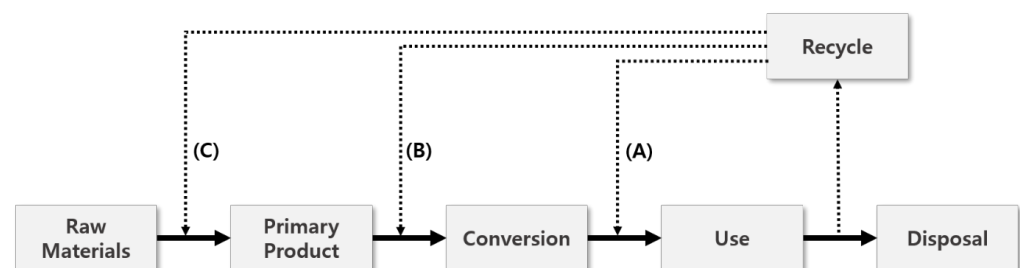 Recycle
(C)
(B)
(A)
Raw
Materials
Primary
Product
Conversion
Use
Disposal